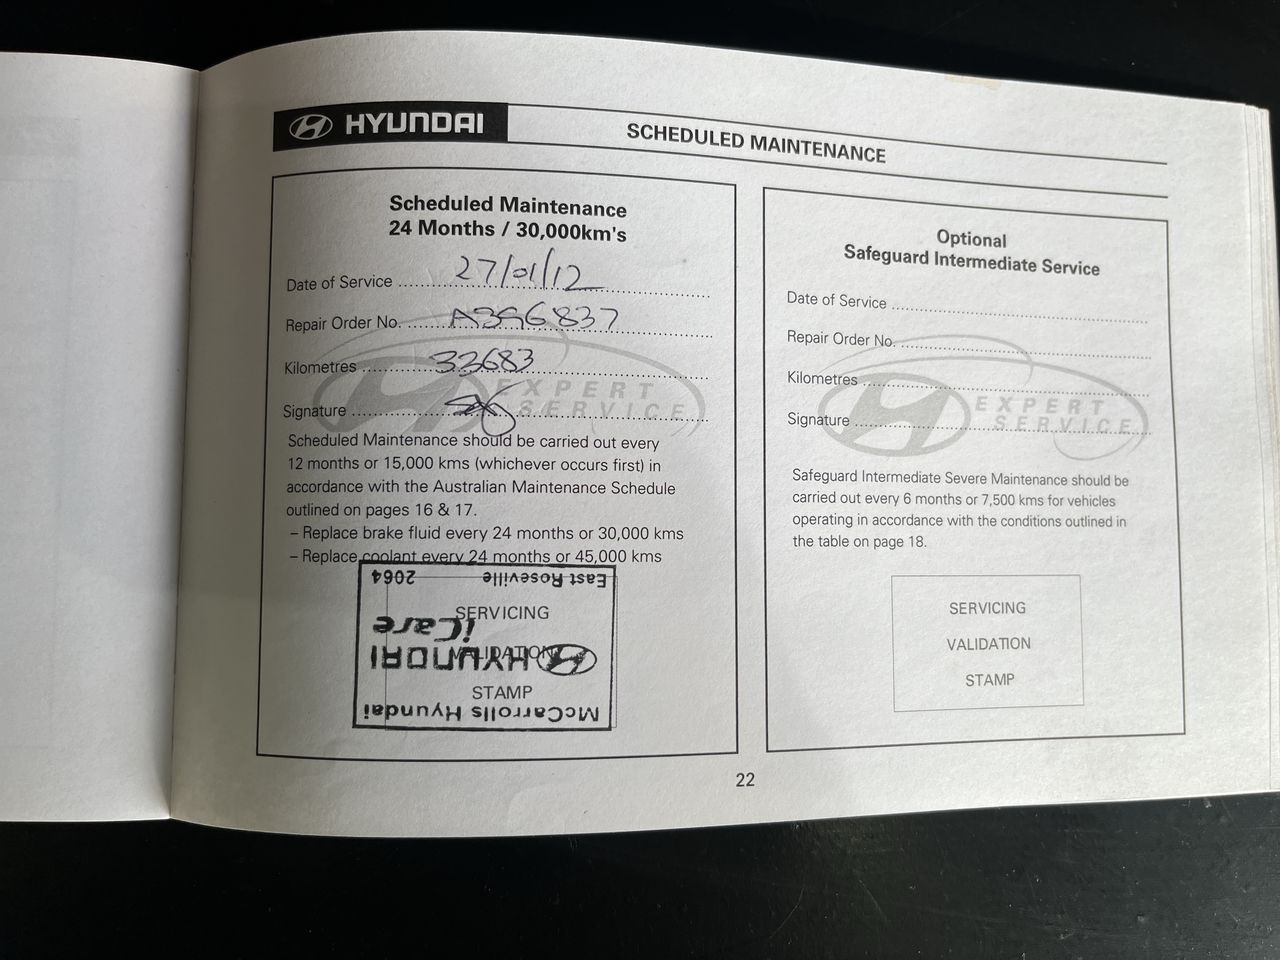 HYUNDAI
SCHEDULED MAINTENANCE
Scheduled Maintenance
24 Months / 30,000km's
Date of Service 27/01/12
Repair Order No. A396837
Kilometres 33683
Signature
EXPERT
SERVICE
Scheduled Maintenance should be carried out every
12 months or 15,000 kms (whichever occurs first) in
accordance with the Australian Maintenance Schedule
outlined on pages 16 & 17.
– Replace brake fluid every 24 months or 30,000 kms
– Replace coolant every 24 months or 45,000 kms
SERVICING
VALIDATION
STAMP
McCarrolls Hyundai
HYUNDAI
iCare
East Roseville 2064
Optional
Safeguard Intermediate Service
Date of Service
Repair Order No.
Kilometres
Signature
EXPERT
SERVICE
Safeguard Intermediate Severe Maintenance should be
carried out every 6 months or 7,500 kms for vehicles
operating in accordance with the conditions outlined in
the table on page 18.
SERVICING
VALIDATION
STAMP
22